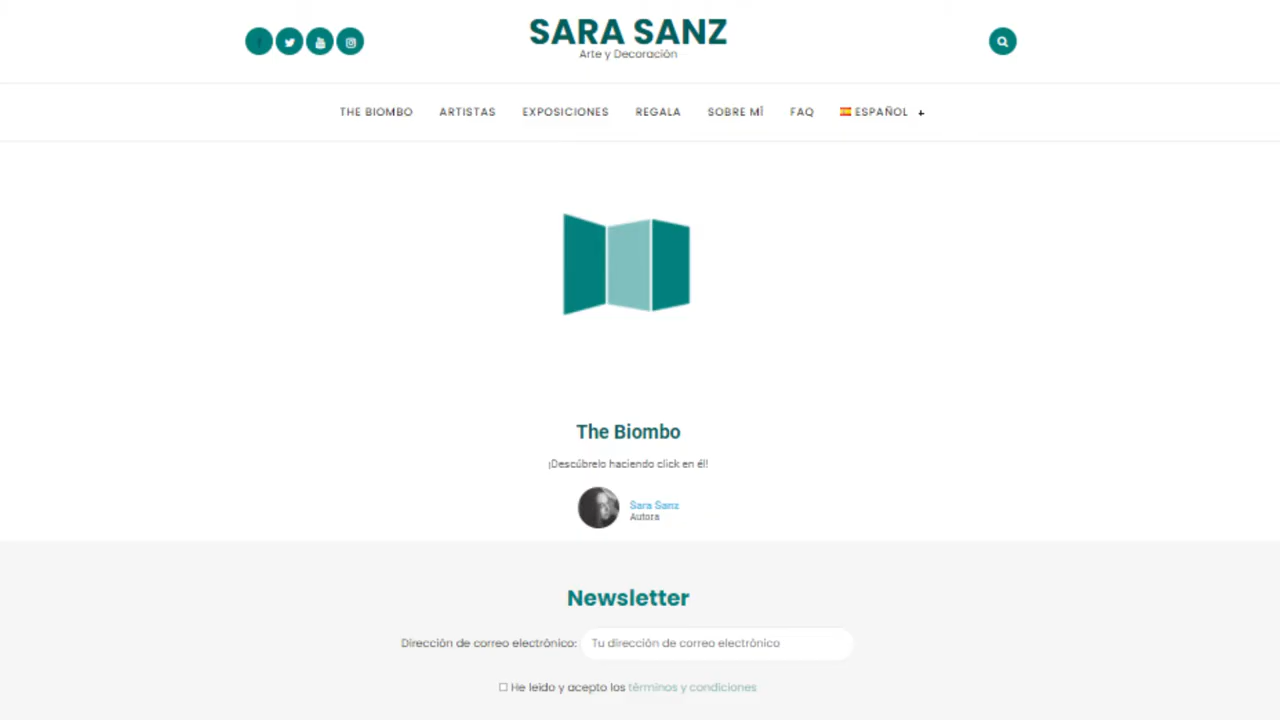 SARA SANZ
Arte y Decoración
THE BIOMBO ARTISTAS EXPOSICIONES REGALA SOBRE MÍ FAQ ESPAÑOL +
The Biombo
¡Descúbrelo haciendo click en él!
Sara Sanz
Autora
Newsletter
Dirección de correo electrónico: Tu dirección de correo electrónico
He leído y acepto los términos y condiciones